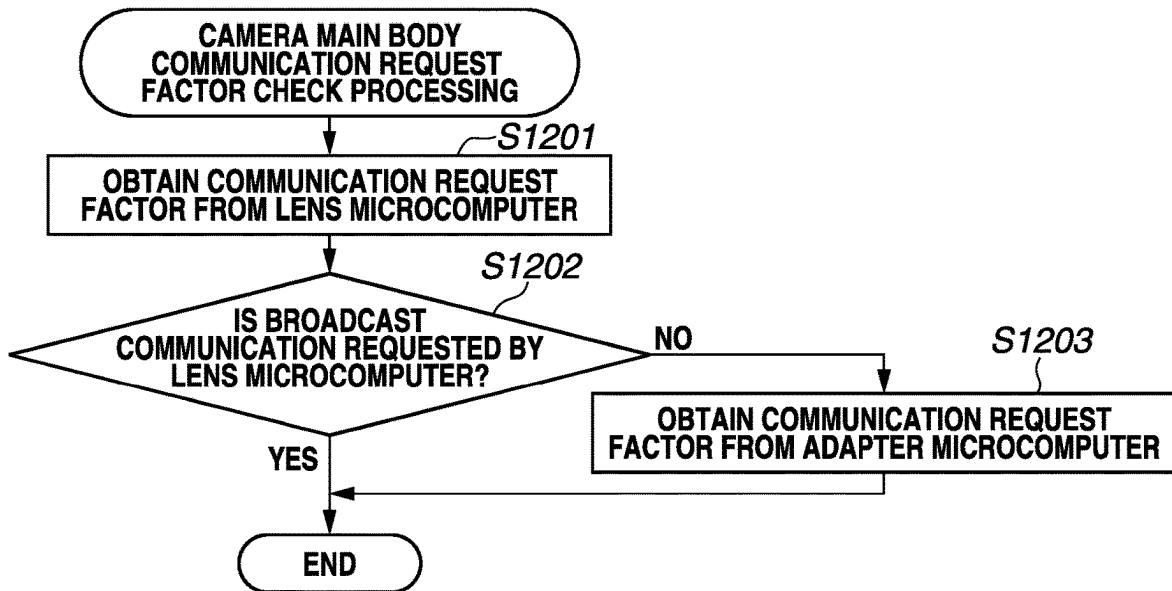 CAMERA MAIN BODY
COMMUNICATION REQUEST
FACTOR CHECK PROCESSING
S1201
OBTAIN COMMUNICATION REQUEST
FACTOR FROM LENS MICROCOMPUTER
S1202
IS BROADCAST
COMMUNICATION REQUESTED BY
LENS MICROCOMPUTER?
NO
S1203
OBTAIN COMMUNICATION REQUEST
FACTOR FROM ADAPTER MICROCOMPUTER
YES
END